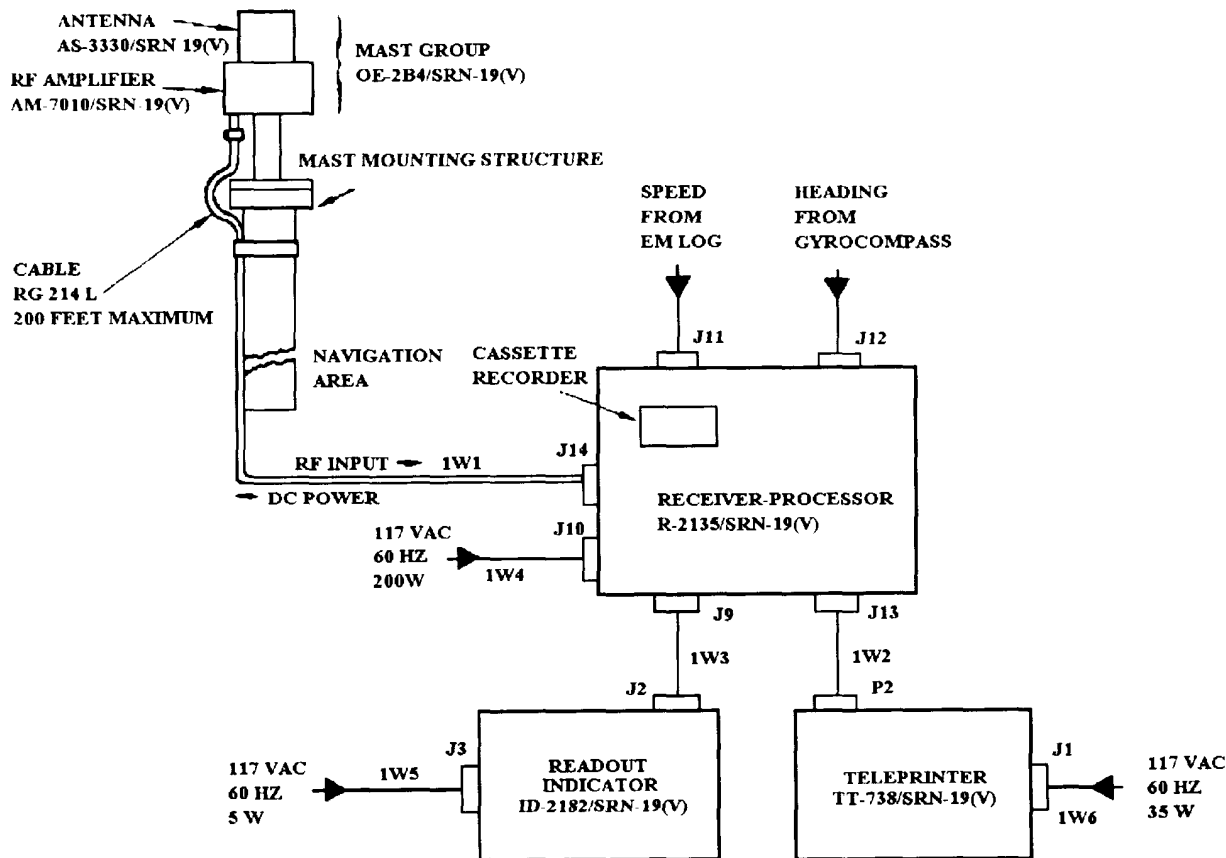 ANTENNA
AS-3330/SRN 19(V)
RF AMPLIFIER
AM-7010/SRN-19(V)
MAST GROUP
OE-2B4/SRN-19(V)
MAST MOUNTING STRUCTURE
CABLE
RG 214 L
200 FEET MAXIMUM
NAVIGATION
AREA
SPEED
FROM
EM LOG
HEADING
FROM
GYROCOMPASS
J11
J12
CASSETTE
RECORDER
J14
RF INPUT
1W1
DC POWER
RECEIVER-PROCESSOR
R-2135/SRN-19(V)
117 VAC
60 HZ
200W
J10
1W4
J9
J13
1W3
1W2
J2
P2
117 VAC
60 HZ
5 W
1W5
J3
READOUT
INDICATOR
ID-2182/SRN-19(V)
TELEPRINTER
TT-738/SRN-19(V)
J1
1W6
117 VAC
60 HZ
35 W